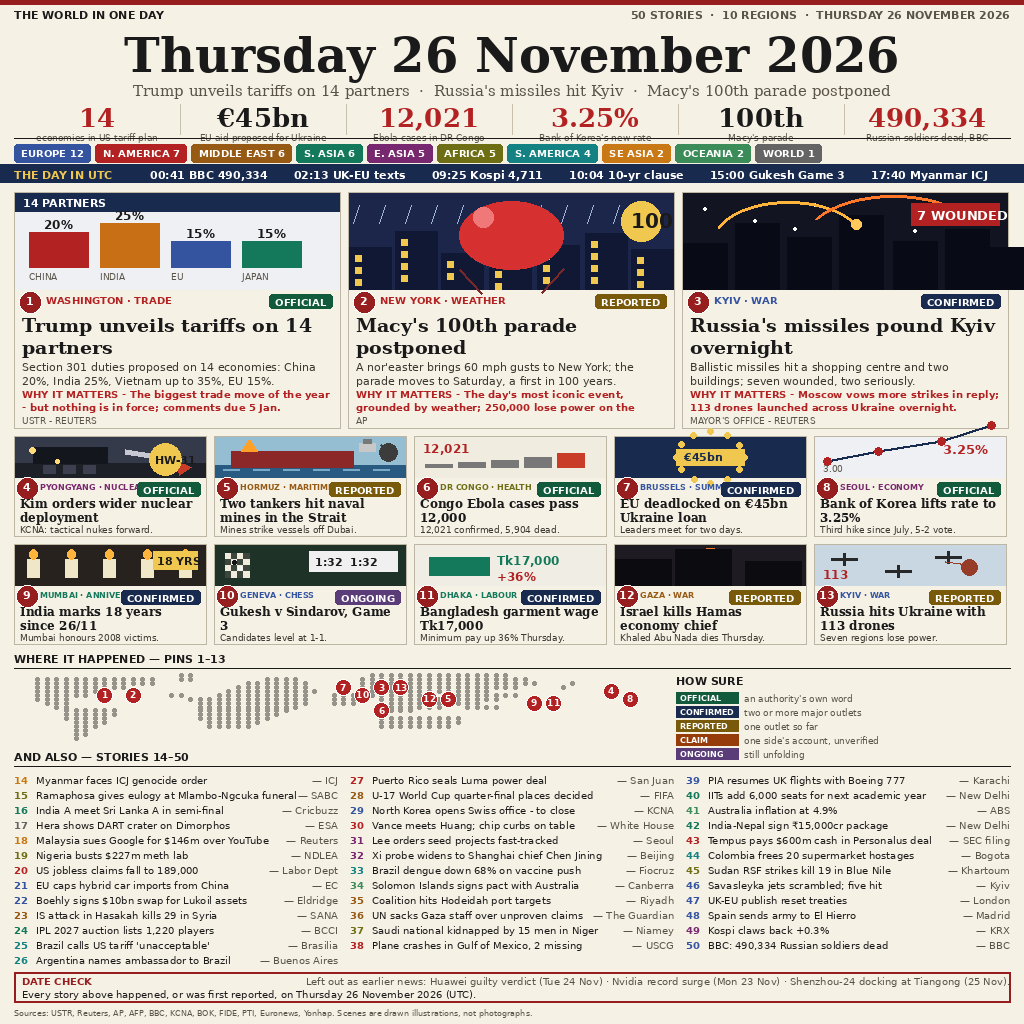 THE WORLD IN ONE DAY
50 STORIES · 10 REGIONS · THURSDAY 26 NOVEMBER 2026
Thursday 26 November 2026
Trump unveils tariffs on 14 partners · Russia's missiles hit Kyiv · Macy's 100th parade postponed
14 €45bn 12,021 3.25% 100th 490,334
economies in US tariff plan EU aid proposed for Ukraine Ebola cases in DR Congo Bank of Korea's new rate Macy's parade Russian soldiers dead, BBC
EUROPE 12 N. AMERICA 7 MIDDLE EAST 6 S. ASIA 6 E. ASIA 5 AFRICA 5 S. AMERICA 4 SE ASIA 2 OCEANIA 2 WORLD 1
THE DAY IN UTC 00:41 BBC 490,334 02:13 UK-EU texts 09:25 Kospi 4,711 10:04 10-yr clause 15:00 Gukesh Game 3 17:40 Myanmar ICJ
14 PARTNERS
20% 25% 15% 15%
CHINA INDIA EU JAPAN
1 WASHINGTON · TRADE OFFICIAL
Trump unveils tariffs on 14
partners
Section 301 duties proposed on 14 economies: China
20%, India 25%, Vietnam up to 35%, EU 15%.
WHY IT MATTERS - The biggest trade move of the year
- but nothing is in force; comments due 5 Jan.
USTR - REUTERS
100
2 NEW YORK · WEATHER REPORTED
Macy's 100th parade
postponed
A nor'easter brings 60 mph gusts to New York; the
parade moves to Saturday, a first in 100 years.
WHY IT MATTERS - The day's most iconic event,
grounded by weather; 250,000 lose power on the
AP
7 WOUNDED
3 KYIV · WAR CONFIRMED
Russia's missiles pound Kyiv
overnight
Ballistic missiles hit a shopping centre and two
buildings; seven wounded, two seriously.
WHY IT MATTERS - Moscow vows more strikes in reply;
113 drones launched across Ukraine overnight.
MAYOR'S OFFICE - REUTERS
HW-31
4 PYONGYANG · NUCLEA OFFICIAL
Kim orders wider nuclear
deployment
KCNA: tactical nukes forward.
5 HORMUZ · MARITIM REPORTED
Two tankers hit naval
mines in the Strait
Mines strike vessels off Dubai.
12,021
6 DR CONGO · HEALTH OFFICIAL
Congo Ebola cases pass
12,000
12,021 confirmed, 5,904 dead.
€45bn
7 BRUSSELS · SUMM CONFIRMED
EU deadlocked on €45bn
Ukraine loan
Leaders meet for two days.
3.25%
3.00
8 SEOUL · ECONOMY OFFICIAL
Bank of Korea lifts rate to
3.25%
Third hike since July, 5-2 vote.
18 YRS
9 MUMBAI · ANNIVE CONFIRMED
India marks 18 years
since 26/11
Mumbai honours 2008 victims.
1:32 1:32
10 GENEVA · CHESS ONGOING
Gukesh v Sindarov, Game
3
Candidates level at 1-1.
Tk17,000
+36%
11 DHAKA · LABOUR CONFIRMED
Bangladesh garment wage
Tk17,000
Minimum pay up 36% Thursday.
12 GAZA · WAR REPORTED
Israel kills Hamas
economy chief
Khaled Abu Nada dies Thursday.
113
13 KYIV · WAR REPORTED
Russia hits Ukraine with
113 drones
Seven regions lose power.
WHERE IT HAPPENED — PINS 1–13
1 2 7 10 3 13 6 12 5 9 11 4 8
HOW SURE
OFFICIAL an authority's own word
CONFIRMED two or more major outlets
REPORTED one outlet so far
CLAIM one side's account, unverified
ONGOING still unfolding
AND ALSO — STORIES 14–50
14 Myanmar faces ICJ genocide order — ICJ
15 Ramaphosa gives eulogy at Mlambo-Ngcuka funeral — SABC
16 India A meet Sri Lanka A in semi-final — Cricbuzz
17 Hera shows DART crater on Dimorphos — ESA
18 Malaysia sues Google for $146m over YouTube — Reuters
19 Nigeria busts $227m meth lab — NDLEA
20 US jobless claims fall to 189,000 — Labor Dept
21 EU caps hybrid car imports from China — EC
22 Boehly signs $10bn swap for Lukoil assets — Eldridge
23 IS attack in Hasakah kills 29 in Syria — SANA
24 IPL 2027 auction lists 1,220 players — BCCI
25 Brazil calls US tariff 'unacceptable' — Brasilia
26 Argentina names ambassador to Brazil — Buenos Aires
27 Puerto Rico seals Luma power deal — San Juan
28 U-17 World Cup quarter-final places decided — FIFA
29 North Korea opens Swiss office - to close — KCNA
30 Vance meets Huang; chip curbs on table — White House
31 Lee orders seed projects fast-tracked — Seoul
32 Xi probe widens to Shanghai chief Chen Jining — Beijing
33 Brazil dengue down 68% on vaccine push — Fiocruz
34 Solomon Islands signs pact with Australia — Canberra
35 Coalition hits Hodeidah port targets — Riyadh
36 UN sacks Gaza staff over unproven claims — The Guardian
37 Saudi national kidnapped by 15 men in Niger — Niamey
38 Plane crashes in Gulf of Mexico, 2 missing — USCG
39 PIA resumes UK flights with Boeing 777 — Karachi
40 IITs add 6,000 seats for next academic year — New Delhi
41 Australia inflation at 4.9% — ABS
42 India-Nepal sign ₹15,000cr package — New Delhi
43 Tempus pays $600m cash in Personalus deal — SEC filing
44 Colombia frees 20 supermarket hostages — Bogota
45 Sudan RSF strikes kill 19 in Blue Nile — Khartoum
46 Savasleyka jets scrambled; five hit — Kyiv
47 UK-EU publish reset treaties — London
48 Spain sends army to El Hierro — Madrid
49 Kospi claws back +0.3% — KRX
50 BBC: 490,334 Russian soldiers dead — BBC
DATE CHECK Left out as earlier news: Huawei guilty verdict (Tue 24 Nov) · Nvidia record surge (Mon 23 Nov) · Shenzhou-24 docking at Tiangong (25 Nov).
Every story above happened, or was first reported, on Thursday 26 November 2026 (UTC).
Sources: USTR, Reuters, AP, AFP, BBC, KCNA, BOK, FIDE, PTI, Euronews, Yonhap. Scenes are drawn illustrations, not photographs.